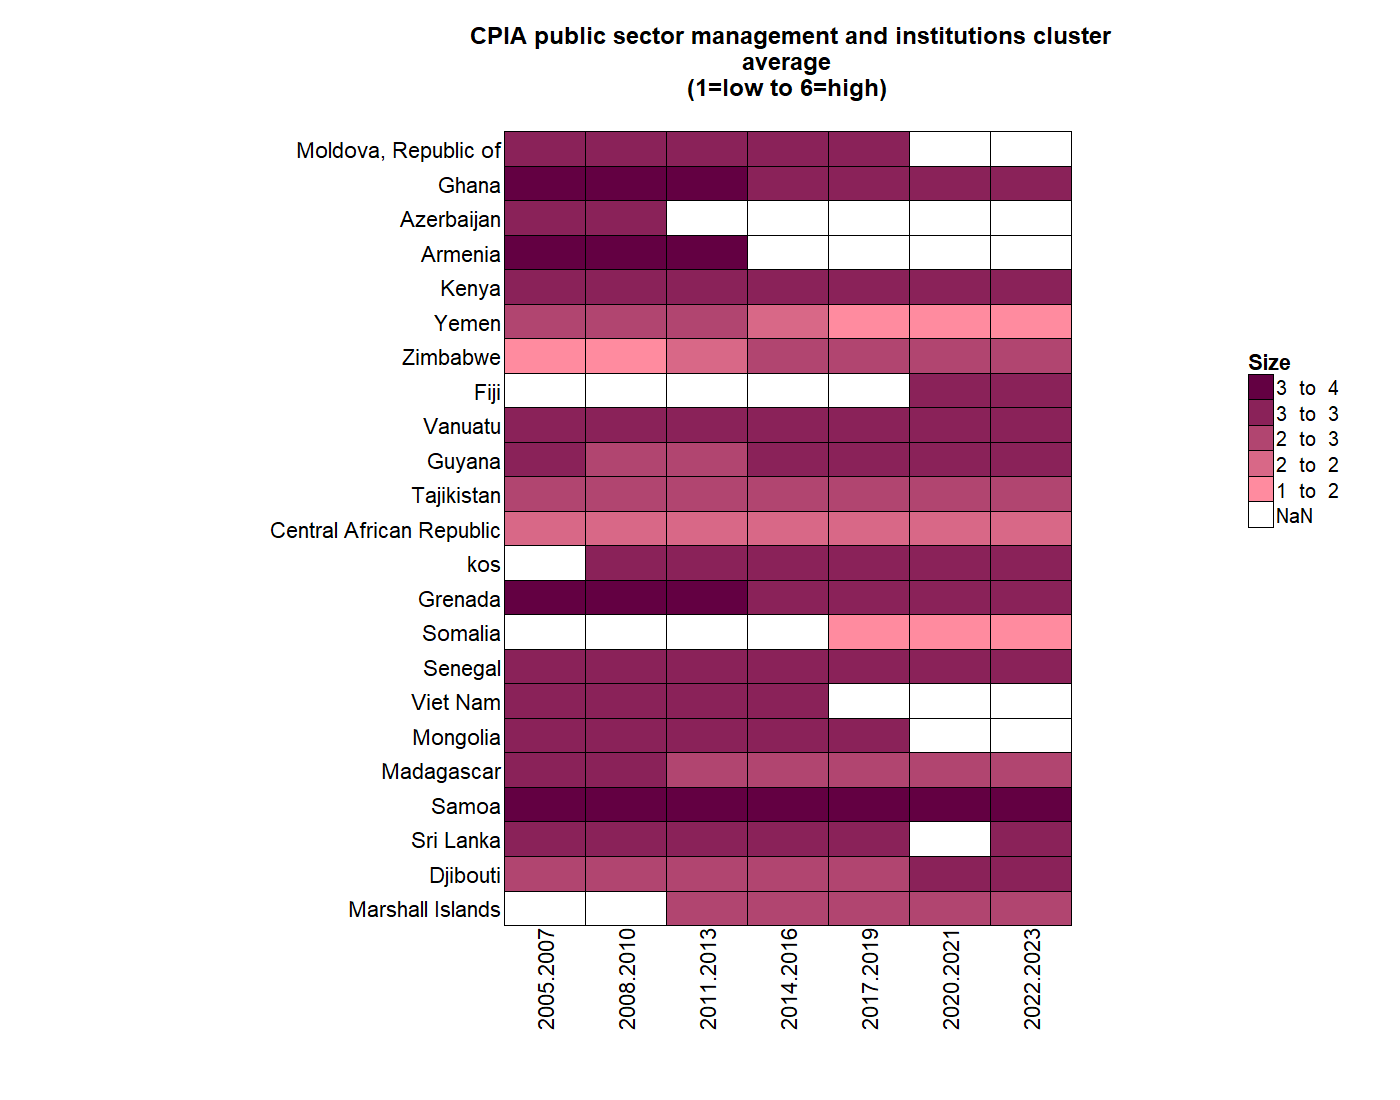 CPIA public sector management and institutions cluster
average
(1=low to 6=high)
Moldova, Republic of
Ghana
Azerbaijan
Armenia
Kenya
Yemen
Zimbabwe
Fiji
Vanuatu
Guyana
Tajikistan
Central African Republic
kos
Grenada
Somalia
Senegal
Viet Nam
Mongolia
Madagascar
Samoa
Sri Lanka
Djibouti
Marshall Islands
2005.2007
2008.2010
2011.2013
2014.2016
2017.2019
2020.2021
2022.2023
Size
3 to 4
3 to 3
2 to 3
2 to 2
1 to 2
NaN